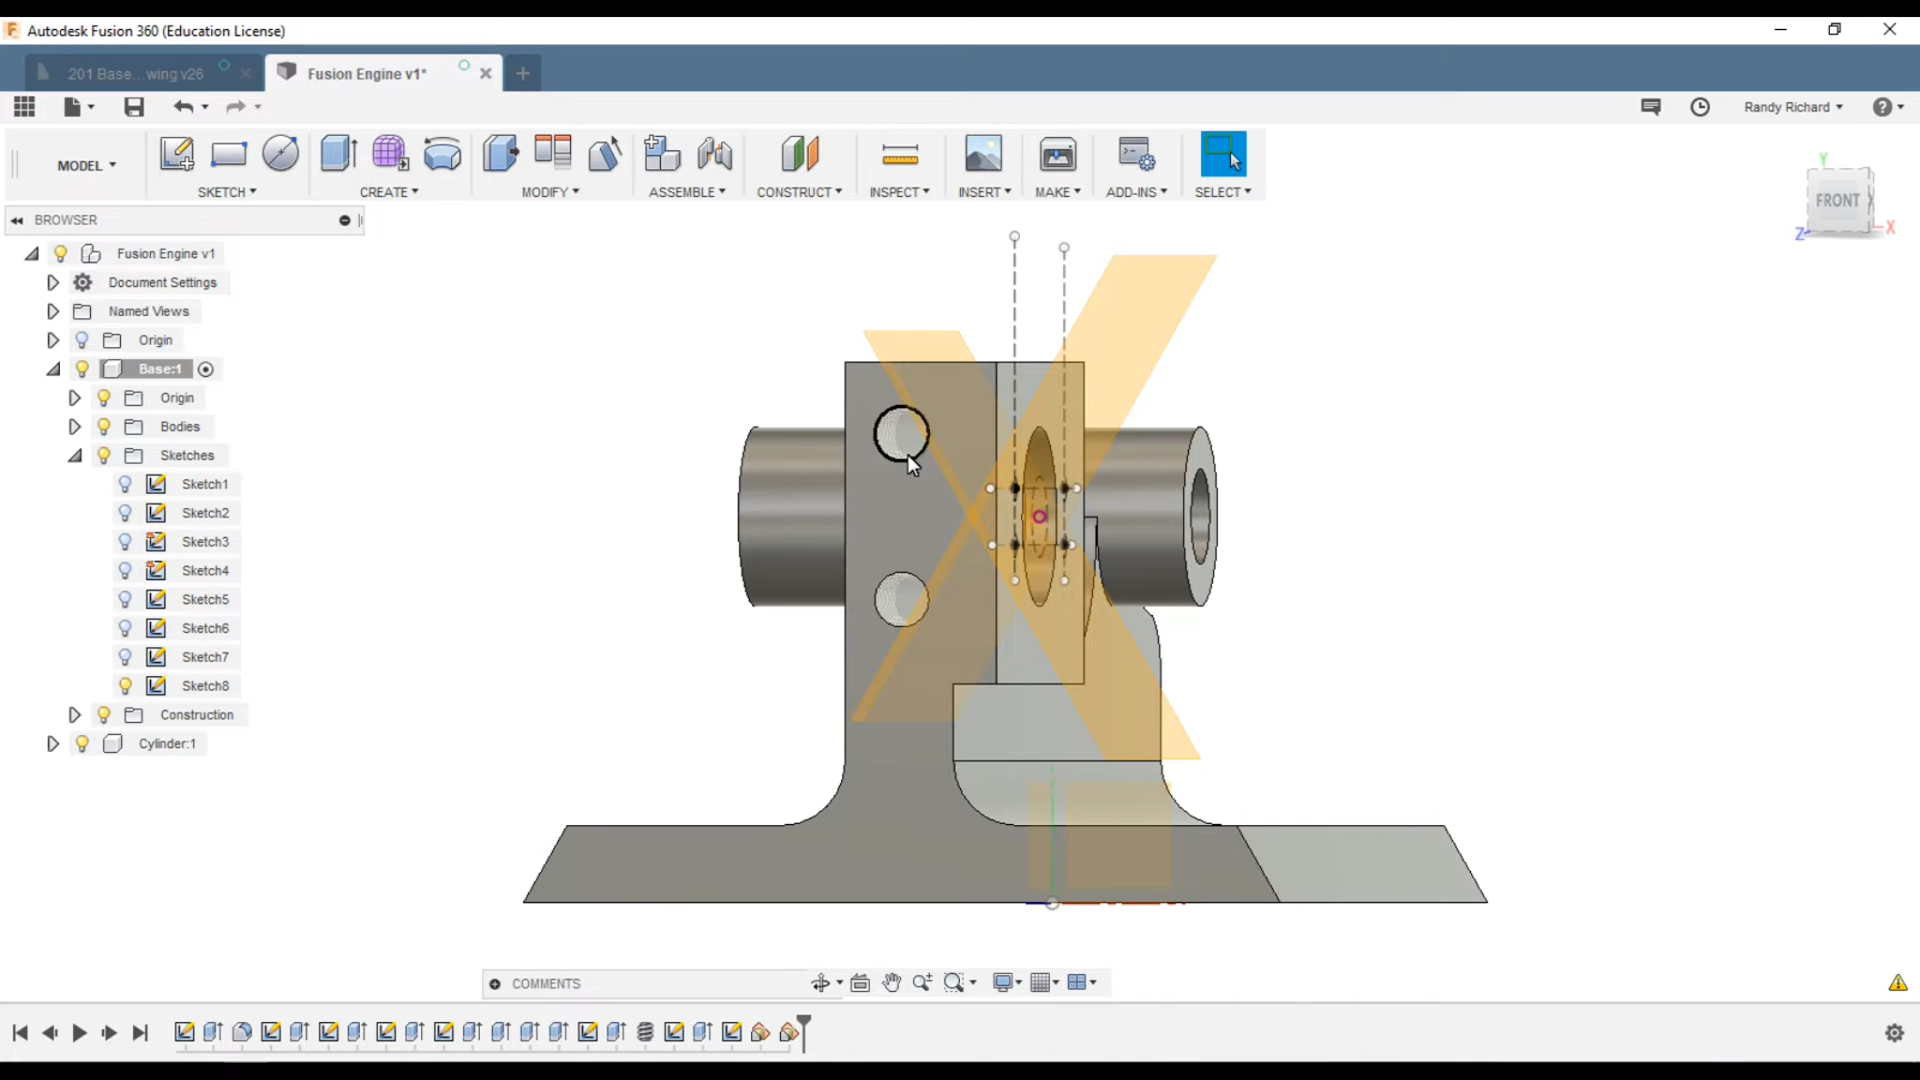 Autodesk Fusion 360 (Education License)
201 Base...wing v26
Fusion Engine v1*
Randy Richard
MODEL
SKETCH
CREATE
MODIFY
ASSEMBLE
CONSTRUCT
INSPECT
INSERT
MAKE
ADD-INS
SELECT
Y
FRONT
X
Z
BROWSER
Fusion Engine v1
Document Settings
Named Views
Origin
Base:1
Origin
Bodies
Sketches
Sketch1
Sketch2
Sketch3
Sketch4
Sketch5
Sketch6
Sketch7
Sketch8
Construction
Cylinder:1
COMMENTS